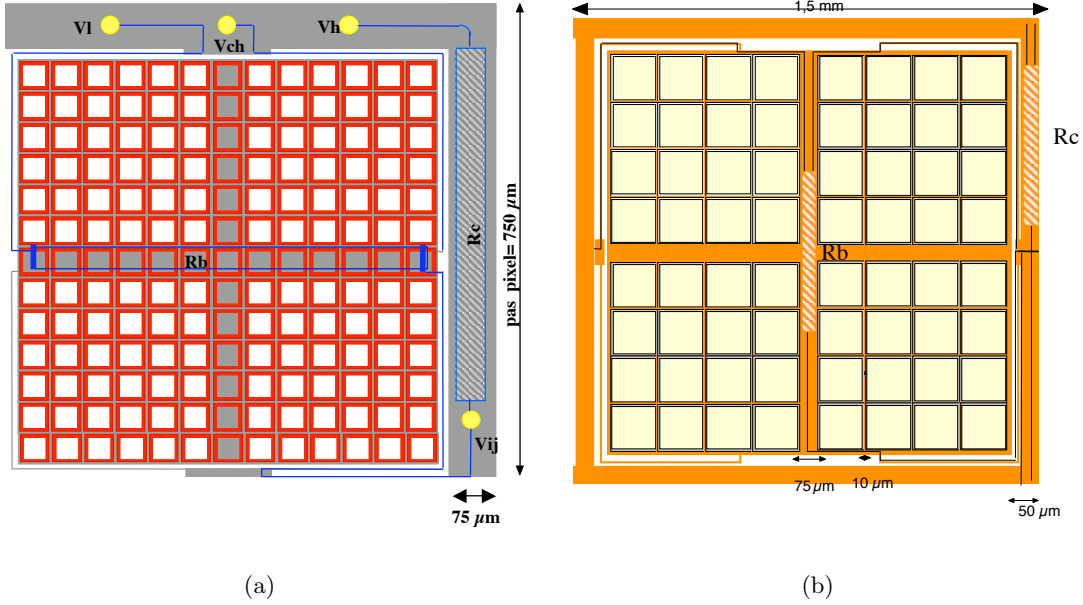 Vl
Vch
Vh
Rc
Rb
Vij
pas pixel= 750 µm
75 µm
(a)
1,5 mm
Rc
Rb
75 µm
10 µm
50 µm
(b)